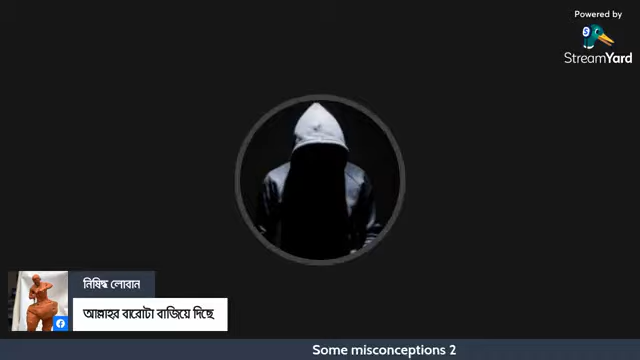 Powered by
StreamYard
নিষিদ্ধ লোবান
আল্লাহর বারোটা বাজিয়ে দিছে
Some misconceptions 2